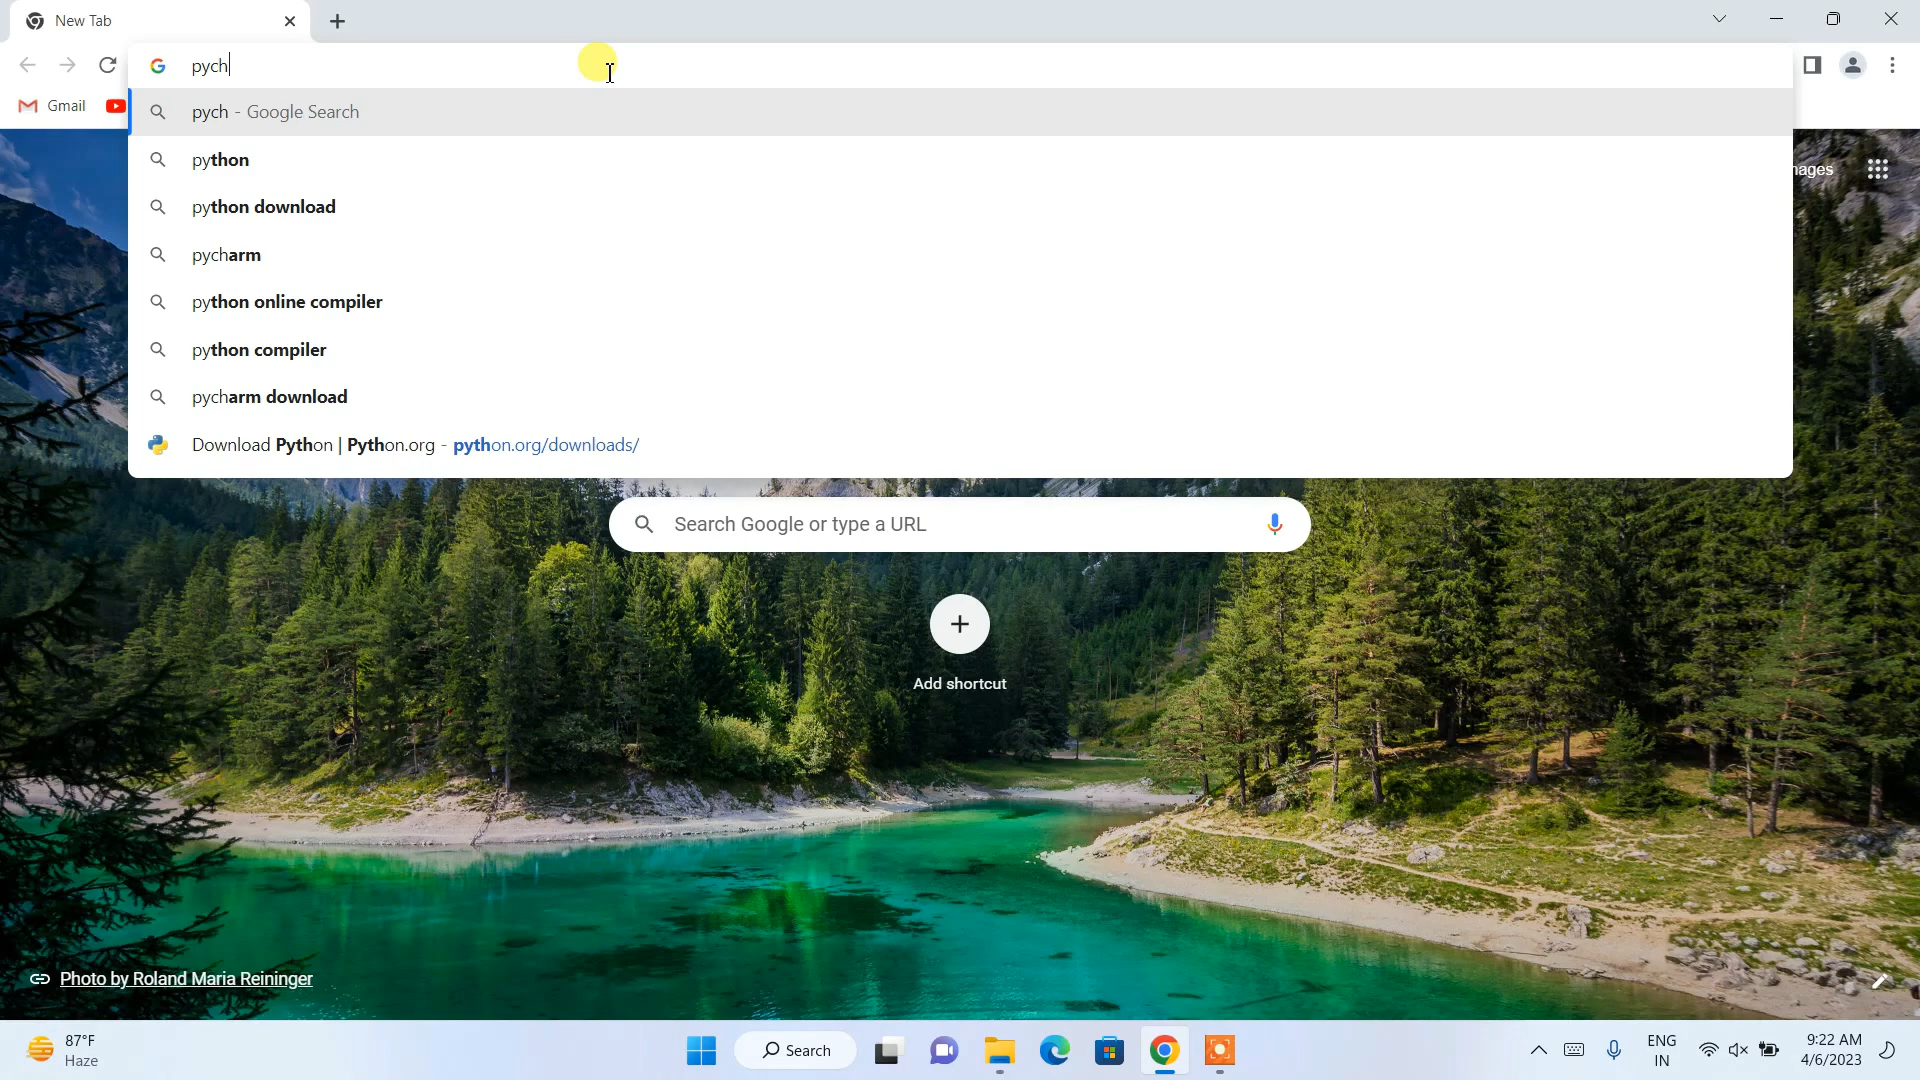 New Tab
pych
Gmail
pych - Google Search
python
python download
pycharm
python online compiler
python compiler
pycharm download
Download Python | Python.org - python.org/downloads/
Search Google or type a URL
Add shortcut
Photo by Roland Maria Reininger
87°F
Haze
Search
ENG
IN
9:22 AM
4/6/2023